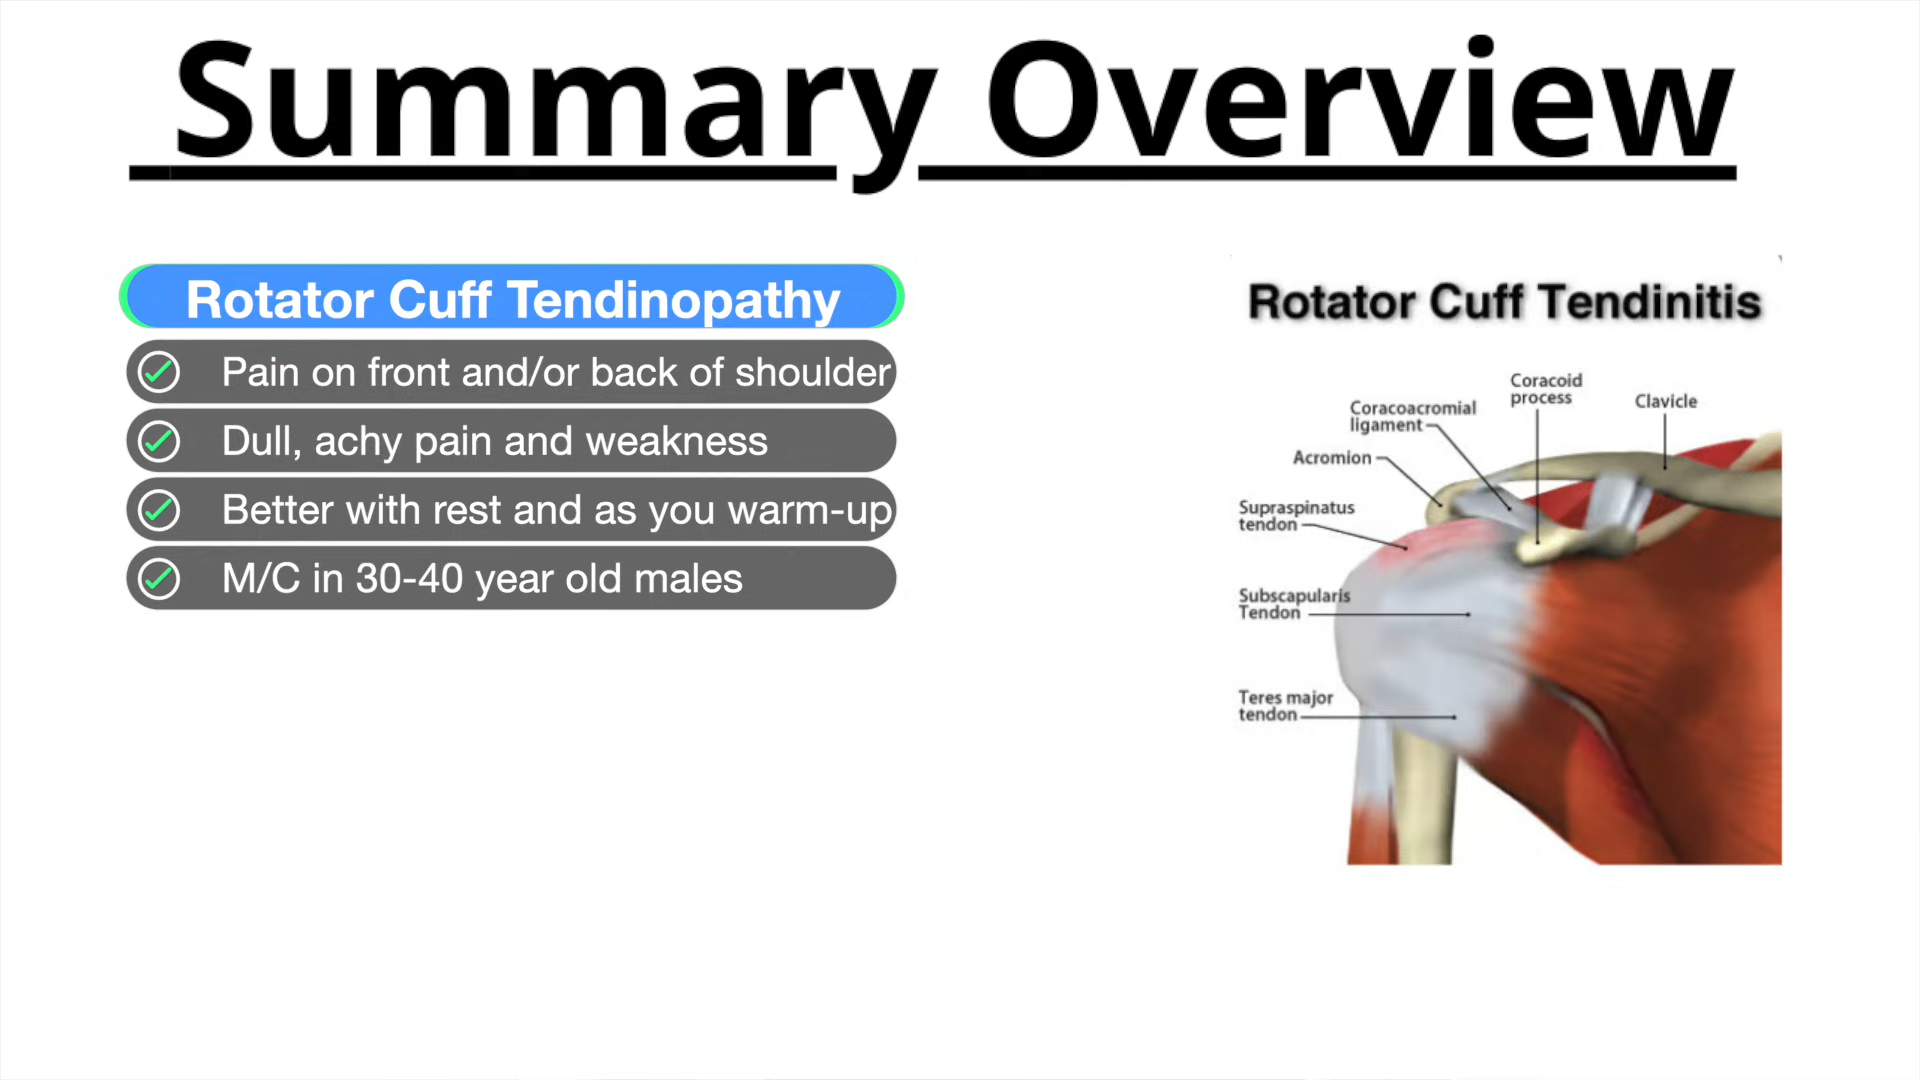 Summary Overview
Rotator Cuff Tendinopathy
Pain on front and/or back of shoulder
Dull, achy pain and weakness
Better with rest and as you warm-up
M/C in 30-40 year old males
Rotator Cuff Tendinitis
Coracoid
process
Clavicle
Coracoacromial
ligament
Acromion
Supraspinatus
tendon
Subscapularis
Tendon
Teres major
tendon